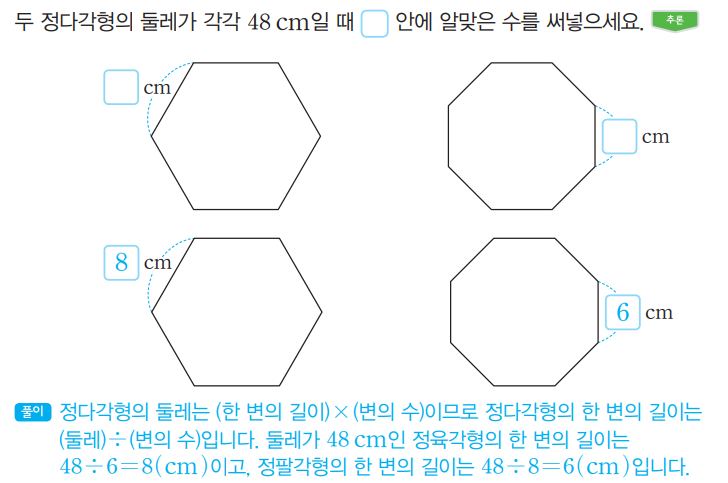 두 정다각형의 둘레가 각각 48 cm일 때 □ 안에 알맞은 수를 써넣으세요. 추론
□ cm
□ cm
8 cm
6 cm
풀이 정다각형의 둘레는 (한 변의 길이)×(변의 수)이므로 정다각형의 한 변의 길이는
(둘레)÷(변의 수)입니다. 둘레가 48 cm인 정육각형의 한 변의 길이는
48÷6=8(cm)이고, 정팔각형의 한 변의 길이는 48÷8=6(cm)입니다.